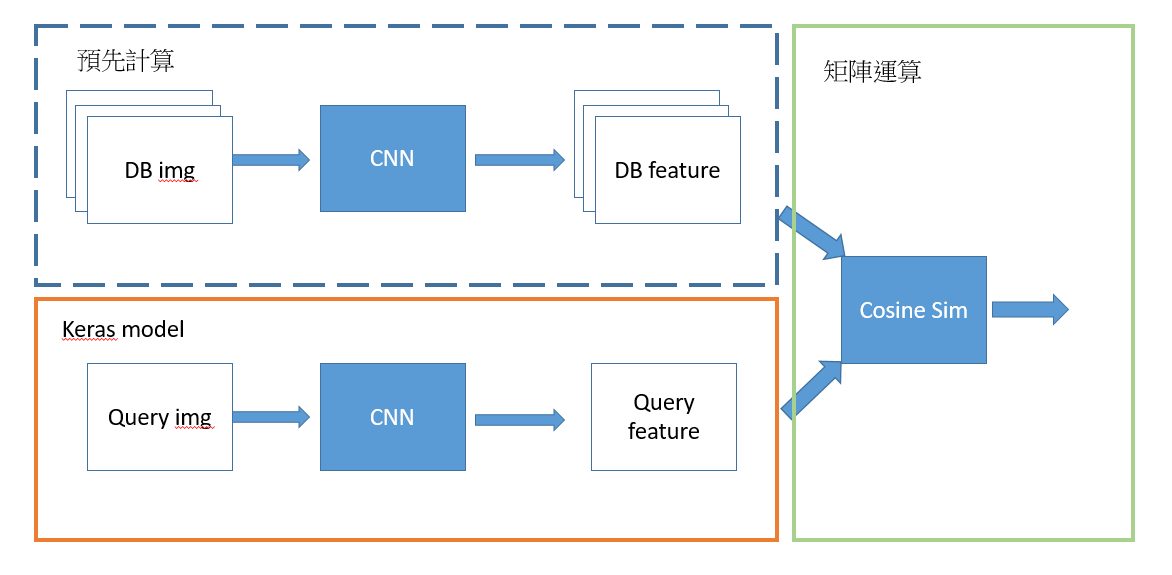 預先計算
DB img
CNN
DB feature
Keras model
Query img
CNN
Query
feature
矩陣運算
Cosine Sim